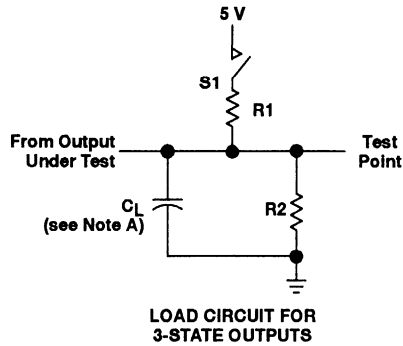 5 V
S1
R1
From Output
Under Test
Test
Point
CL
(see Note A)
R2
LOAD CIRCUIT FOR
3-STATE OUTPUTS